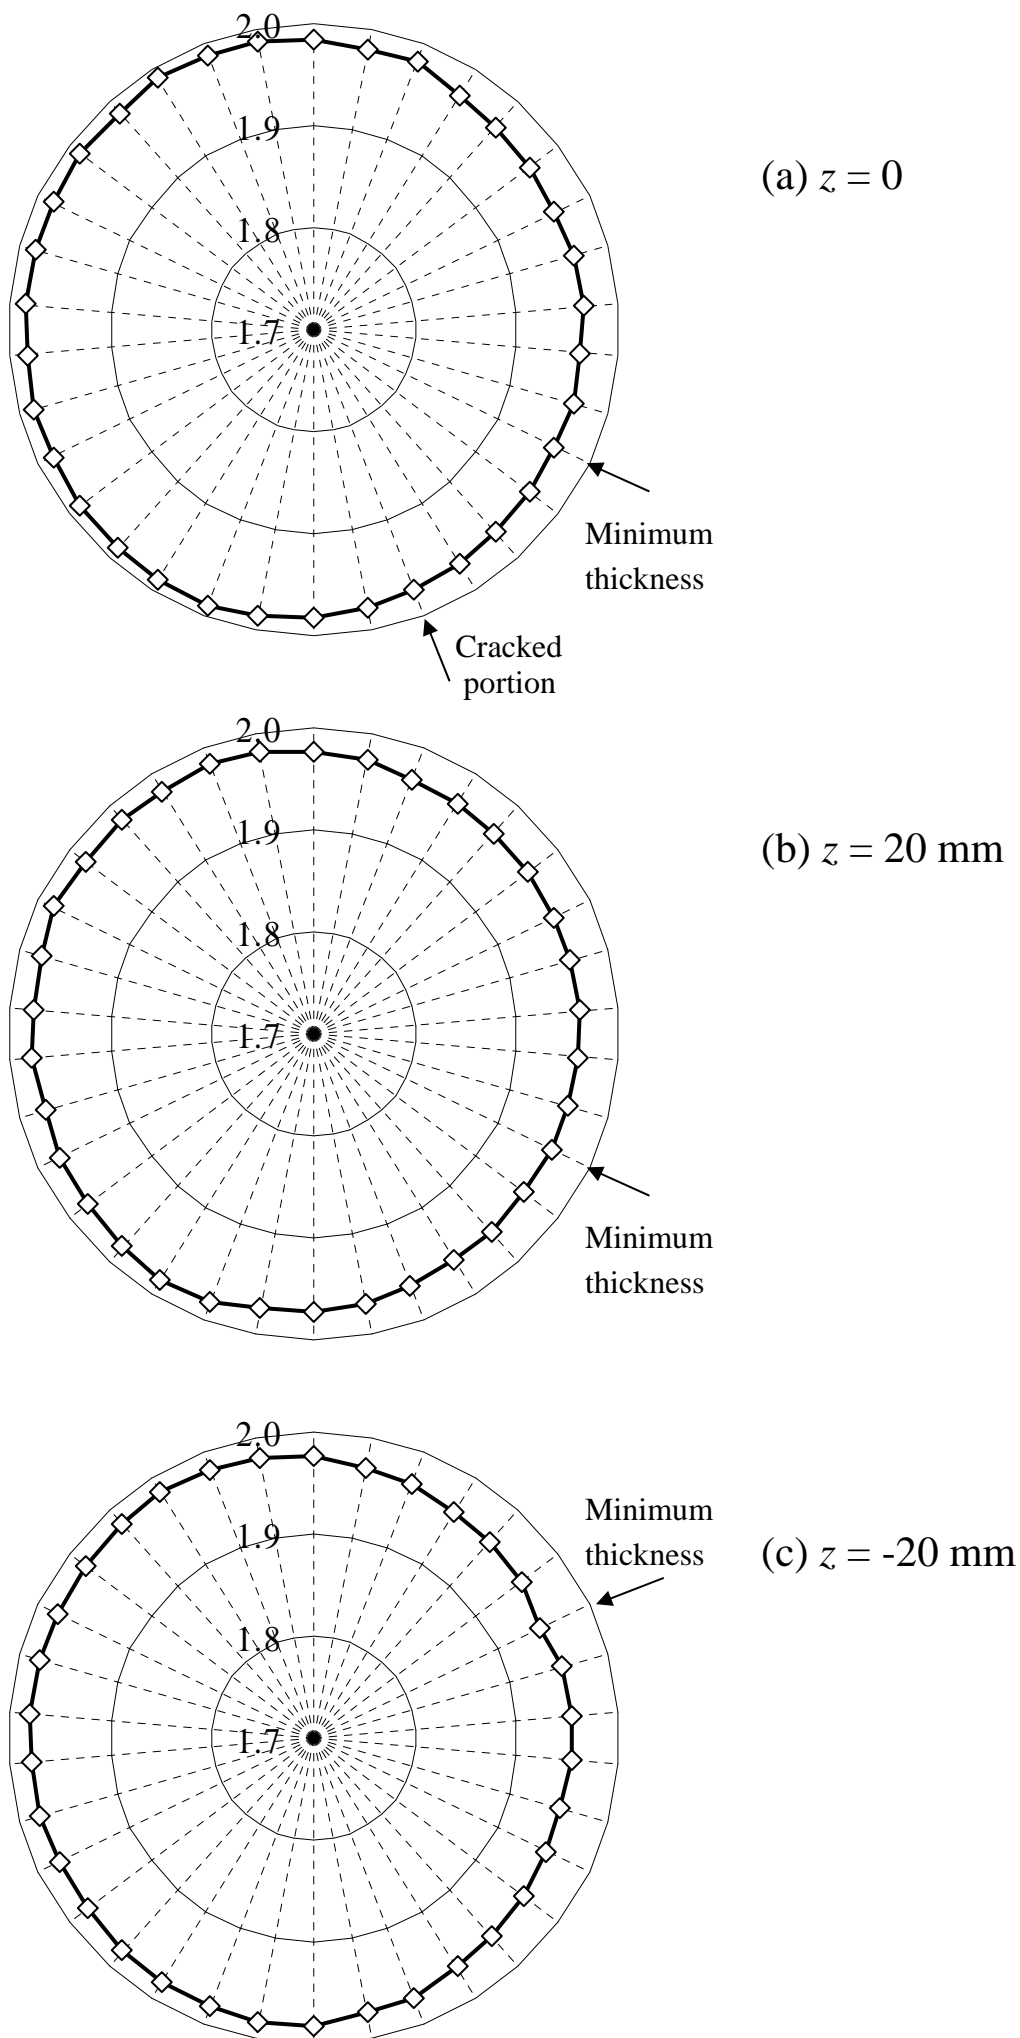 2.0
1.9
(a) z = 0
1.8
1.7
Minimum
thickness
Cracked
portion
2.0
1.9
(b) z = 20 mm
1.8
1.7
Minimum
thickness
2.0
Minimum
1.9
thickness
(c) z = -20 mm
1.8
1.7